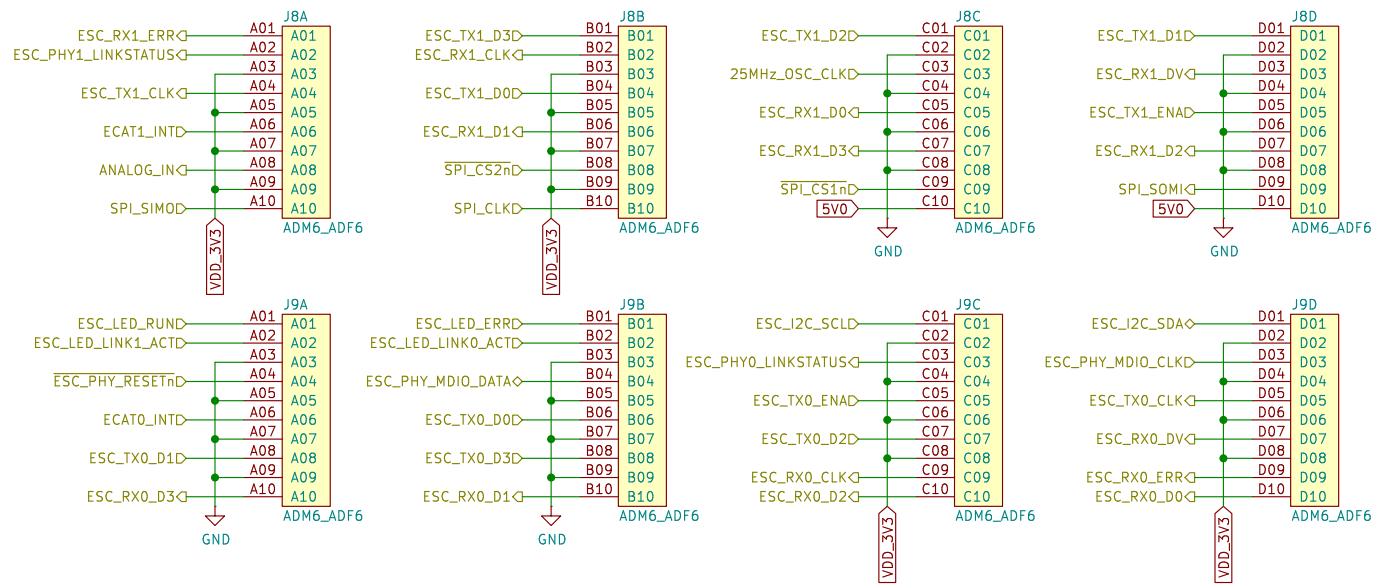 J8A
ESC_RX1_ERR A01 A01
ESC_PHY1_LINKSTATUS A02 A02
A03 A03
ESC_TX1_CLK A04 A04
A05 A05
ECAT1_INT A06 A06
A07 A07
ANALOG_IN A08 A08
A09 A09
SPI_SIMO A10 A10
ADM6_ADF6
VDD_3V3
J8B
ESC_TX1_D3 B01 B01
ESC_RX1_CLK B02 B02
B03 B03
ESC_TX1_D0 B04 B04
B05 B05
ESC_RX1_D1 B06 B06
B07 B07
SPI_CS2n B08 B08
B09 B09
SPI_CLK B10 B10
ADM6_ADF6
VDD_3V3
J8C
ESC_TX1_D2 C01 C01
C02 C02
25MHz_OSC_CLK C03 C03
C04 C04
ESC_RX1_D0 C05 C05
C06 C06
ESC_RX1_D3 C07 C07
C08 C08
SPI_CS1n C09 C09
5V0 C10 C10
ADM6_ADF6
GND
J8D
ESC_TX1_D1 D01 D01
D02 D02
ESC_RX1_DV D03 D03
D04 D04
ESC_TX1_ENA D05 D05
D06 D06
ESC_RX1_D2 D07 D07
D08 D08
SPI_SOMI D09 D09
5V0 D10 D10
ADM6_ADF6
GND
J9A
ESC_LED_RUN A01 A01
ESC_LED_LINK1_ACT A02 A02
A03 A03
ESC_PHY_RESETn A04 A04
A05 A05
ECAT0_INT A06 A06
A07 A07
ESC_TX0_D1 A08 A08
A09 A09
ESC_RX0_D3 A10 A10
ADM6_ADF6
GND
J9B
ESC_LED_ERR B01 B01
ESC_LED_LINK0_ACT B02 B02
B03 B03
ESC_PHY_MDIO_DATA B04 B04
B05 B05
ESC_TX0_D0 B06 B06
B07 B07
ESC_TX0_D3 B08 B08
B09 B09
ESC_RX0_D1 B10 B10
ADM6_ADF6
GND
J9C
ESC_I2C_SCL C01 C01
C02 C02
ESC_PHY0_LINKSTATUS C03 C03
C04 C04
ESC_TX0_ENA C05 C05
C06 C06
ESC_TX0_D2 C07 C07
C08 C08
ESC_RX0_CLK C09 C09
ESC_RX0_D2 C10 C10
ADM6_ADF6
VDD_3V3
J9D
ESC_I2C_SDA D01 D01
D02 D02
ESC_PHY_MDIO_CLK D03 D03
D04 D04
ESC_TX0_CLK D05 D05
D06 D06
ESC_RX0_DV D07 D07
D08 D08
ESC_RX0_ERR D09 D09
ESC_RX0_D0 D10 D10
ADM6_ADF6
VDD_3V3